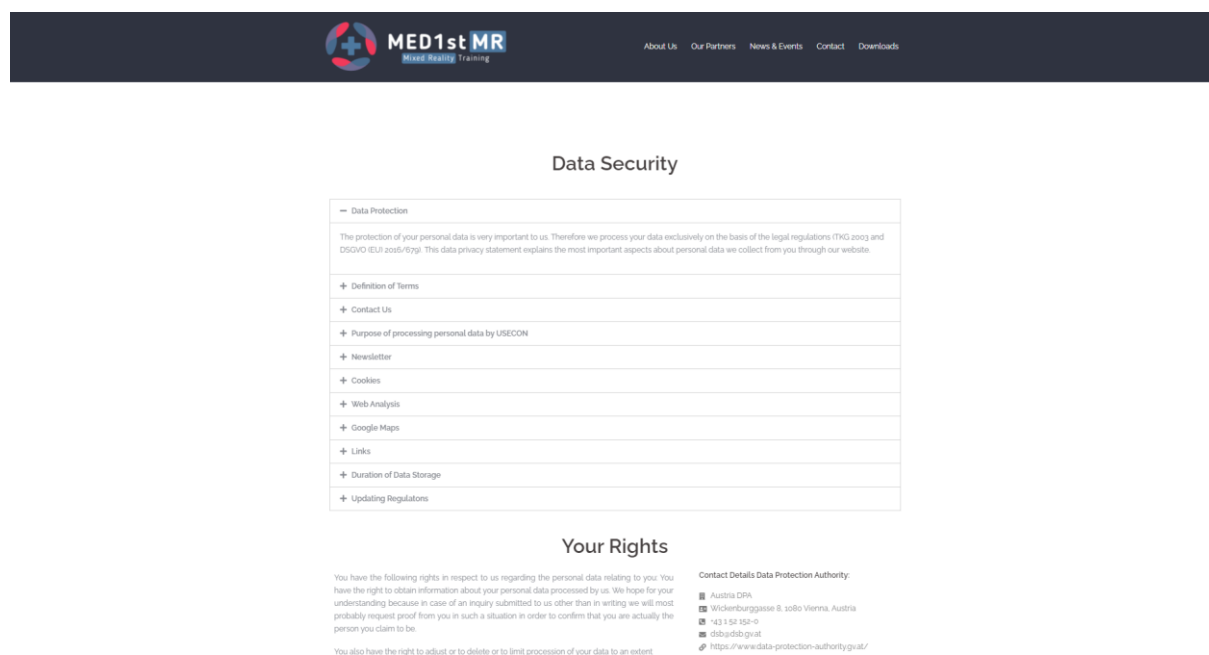 MED1st MR
Mixed Reality Training
About Us Our Partners News & Events Contact Downloads
Data Security
Data Protection
The protection of your personal data is very important to us. Therefore we process your data exclusively on the basis of the legal regulations (TKG 2003 and
DSGVO (EU) 2016/679). This data privacy statement explains the most important aspects about personal data we collect from you through our website.
Definition of Terms
Contact Us
Purpose of processing personal data by USECON
Newsletter
Cookies
Web Analysis
Google Maps
Links
Duration of Data Storage
Updating Regulatons
Your Rights
You have the following rights in respect to us regarding the personal data relating to you: You
have the right to obtain information about your personal data processed by us. We hope for your
understanding because in case of an inquiry submitted to us other than in writing we will most
probably request proof from you in such a situation in order to confirm that you are actually the
person you claim to be.
You also have the right to adjust or to delete or to limit procession of your data to an extent
Contact Details Data Protection Authority:
Austria DPA
Wickenburggasse 8, 1080 Vienna, Austria
+43 1 52 152-0
dsb@dsb.gv.at
https://www.data-protection-authority.gv.at/